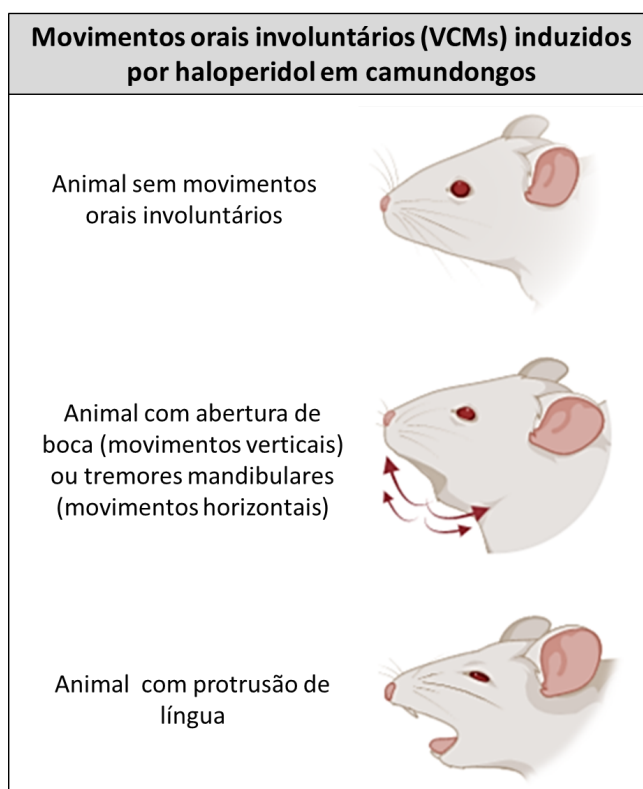 Movimentos orais involuntários (VCMs) induzidos
por haloperidol em camundongos
Animal sem movimentos
orais involuntários
Animal com abertura de
boca (movimentos verticais)
ou tremores mandibulares
(movimentos horizontais)
Animal com protrusão de
língua